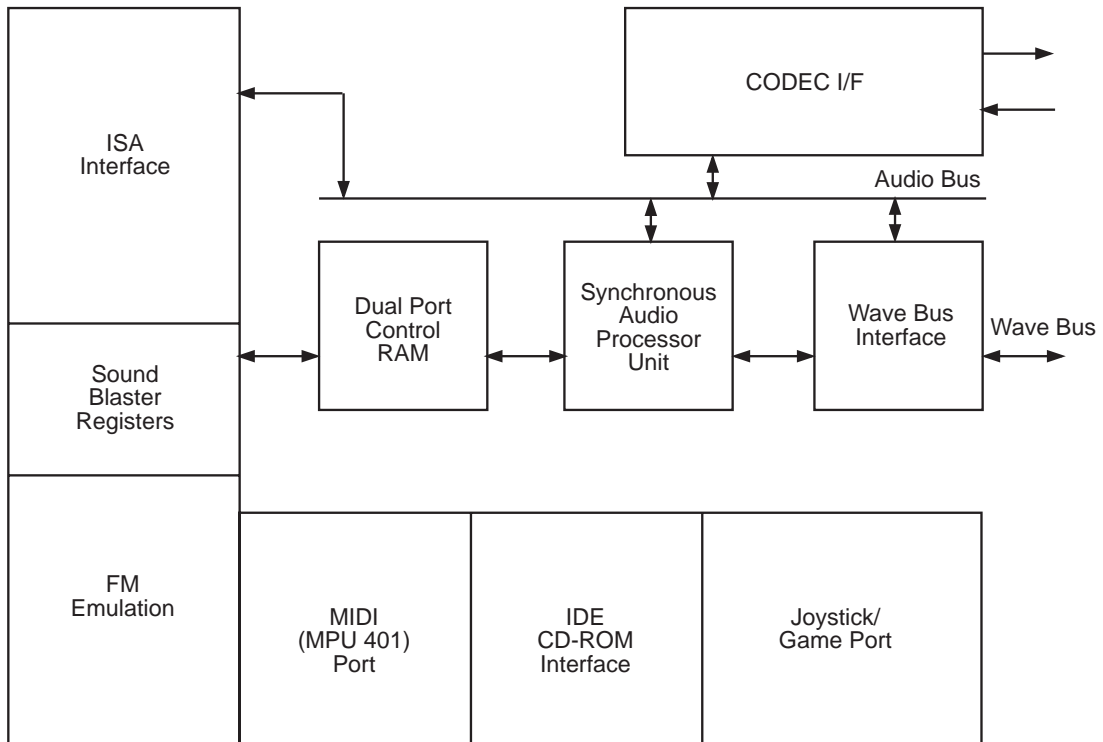 CODEC I/F
ISA
Interface
Audio Bus
Dual Port
Control
RAM
Synchronous
Audio
Processor
Unit
Wave Bus
Interface
Wave Bus
Sound
Blaster
Registers
FM
Emulation
MIDI
(MPU 401)
Port
IDE
CD-ROM
Interface
Joystick/
Game Port